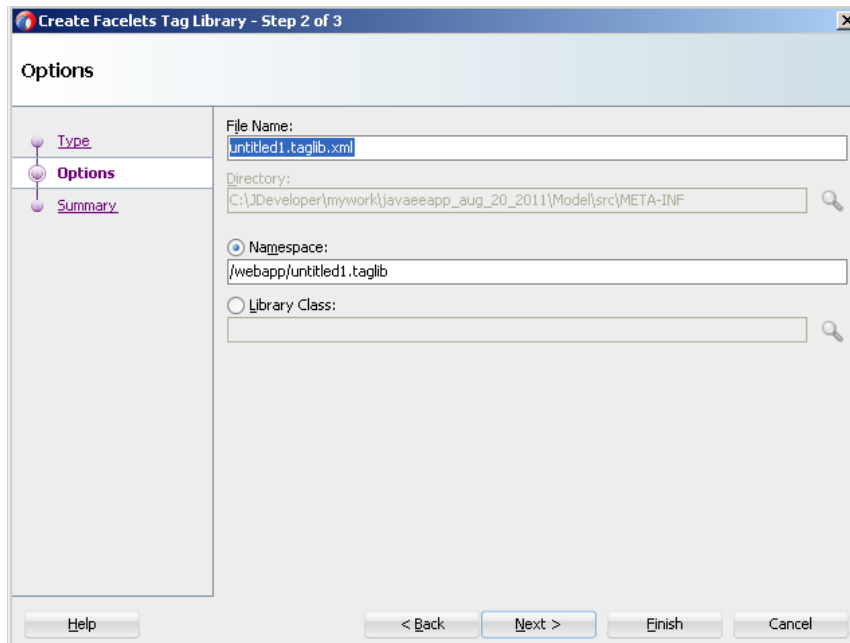 Create Facelets Tag Library - Step 2 of 3
Options
Type
Options
Summary
File Name:
untitled1.taglib.xml
Directory:
C:\JDeveloper\mywork\javaeeapp_aug_20_2011\Model\src\META-INF
Namespace:
/webapp/untitled1.taglib
Library Class:
Help
< Back
Next >
Finish
Cancel